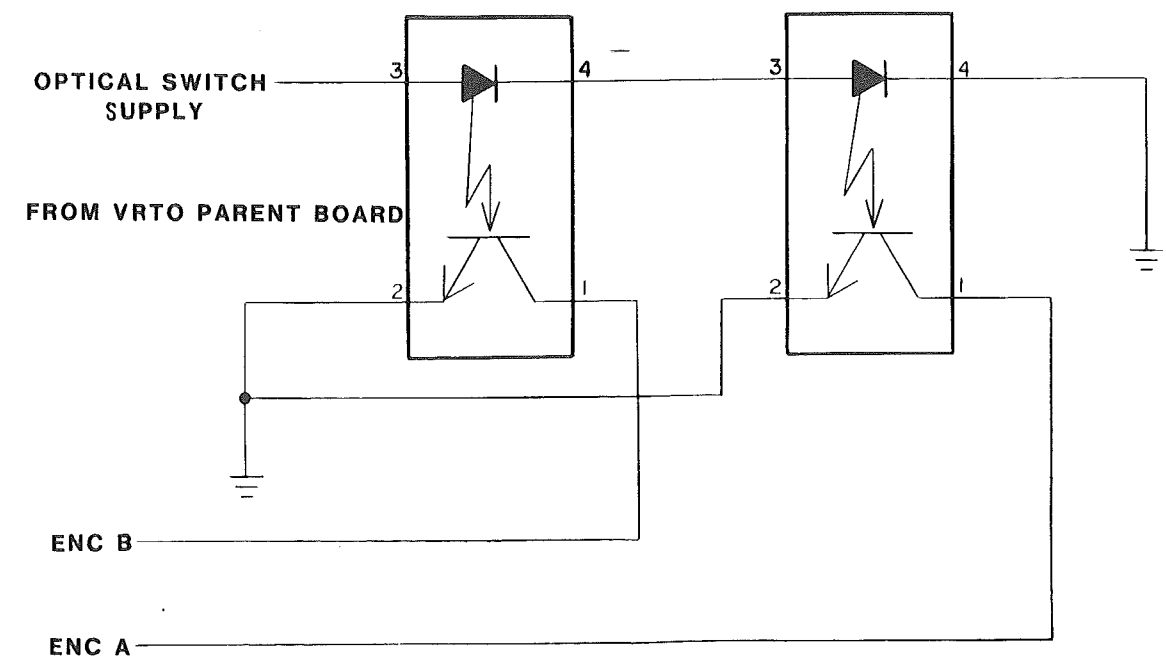 OPTICAL SWITCH
SUPPLY
3
4
3
4
FROM VRTO PARENT BOARD
2
1
2
1
ENC B
ENC A